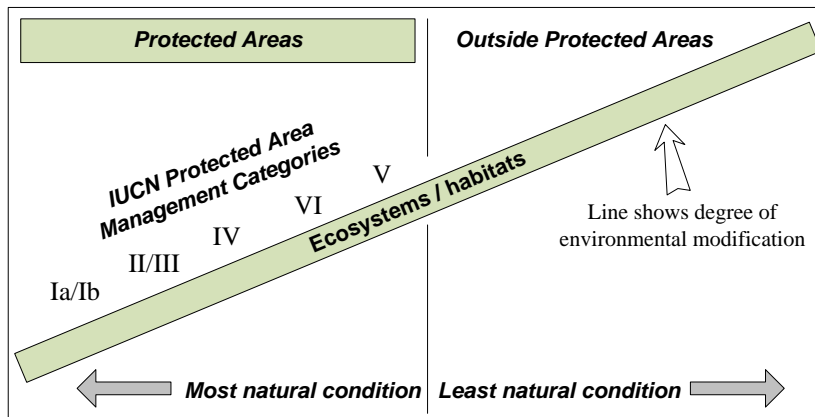 Protected Areas
Outside Protected Areas
IUCN Protected Area
Management Categories
Ia/Ib
II/III
IV
VI
V
Ecosystems / habitats
Line shows degree of
environmental modification
Most natural condition
Least natural condition